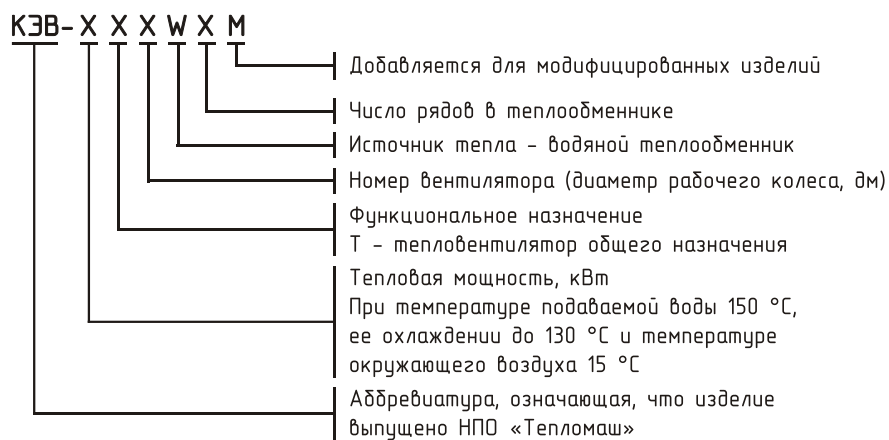 КЭВ-Х Х Х W Х М
Добавляется для модифицированных изделий
Число рядов в теплообменнике
Источник тепла - водяной теплообменник
Номер вентилятора (диаметр рабочего колеса, дм)
Функциональное назначение
Т - тепловентилятор общего назначения
Тепловая мощность, кВт
При температуре подаваемой воды 150 °С,
ее охлаждении до 130 °С и температуре
окружающего воздуха 15 °С
Аббревиатура, означающая, что изделие
выпущено НПО «Тепломаш»